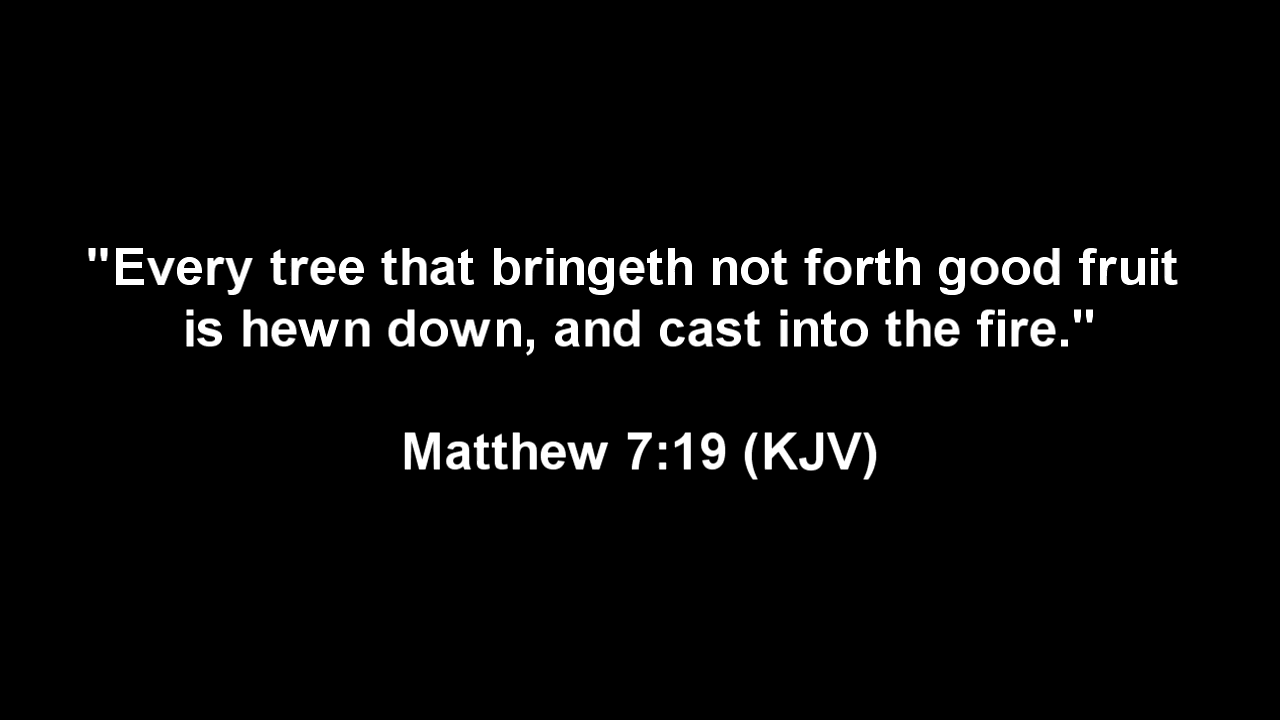 "Every tree that bringeth not forth good fruit
is hewn down, and cast into the fire."
Matthew 7:19 (KJV)